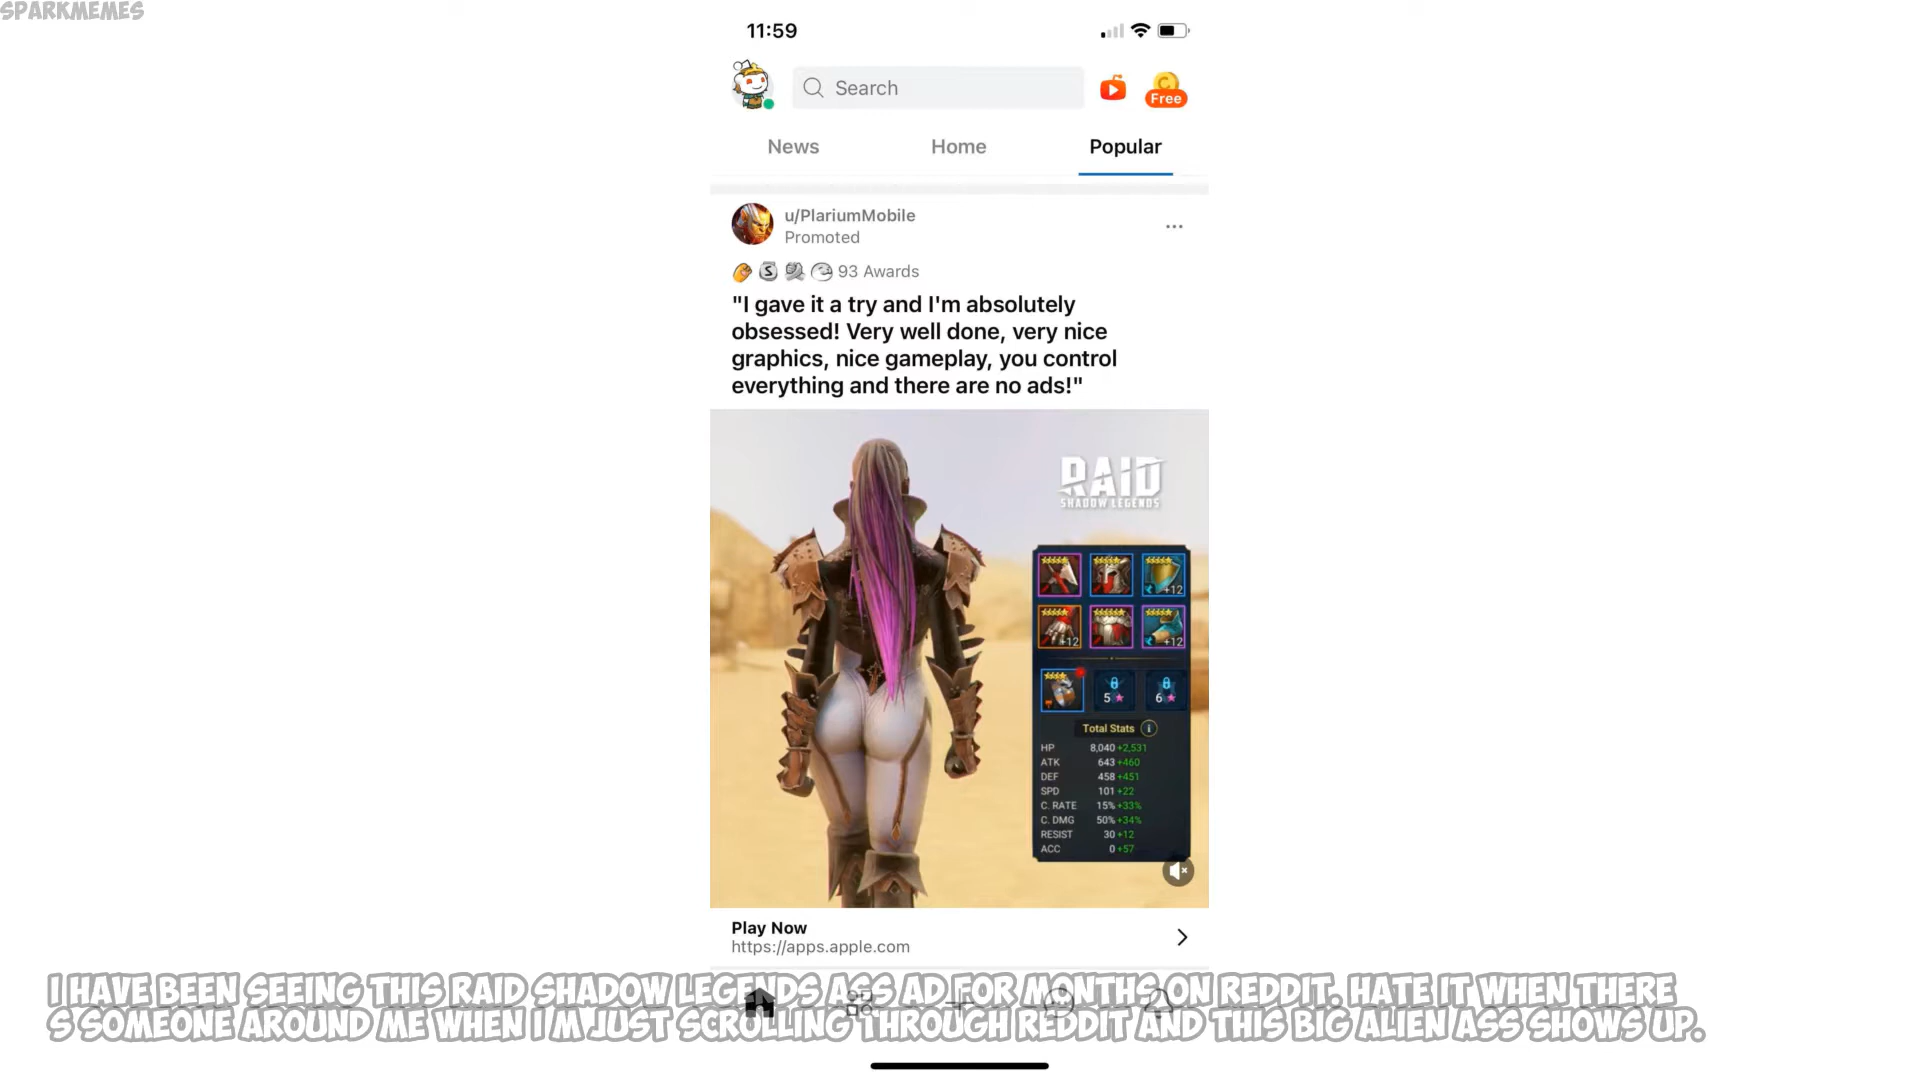 SPARKMEMES
11:59
Search
Free
News Home Popular
u/PlariumMobile
Promoted
...
S 93 Awards
"I gave it a try and I'm absolutely
obsessed! Very well done, very nice
graphics, nice gameplay, you control
everything and there are no ads!"
RAID
SHADOW LEGENDS
+12
+12 +12
5 6
Total Stats i
HP 8,040 +2,531
ATK 643 +460
DEF 458 +451
SPD 101 +22
C. RATE 15% +33%
C. DMG 50% +34%
RESIST 30 +12
ACC 0 +57
Play Now
https://apps.apple.com
I HAVE BEEN SEEING THIS RAID SHADOW LEGENDS ASS AD FOR MONTHS ON REDDIT. HATE IT WHEN THERE
S SOMEONE AROUND ME WHEN I M JUST SCROLLING THROUGH REDDIT AND THIS BIG ALIEN ASS SHOWS UP.